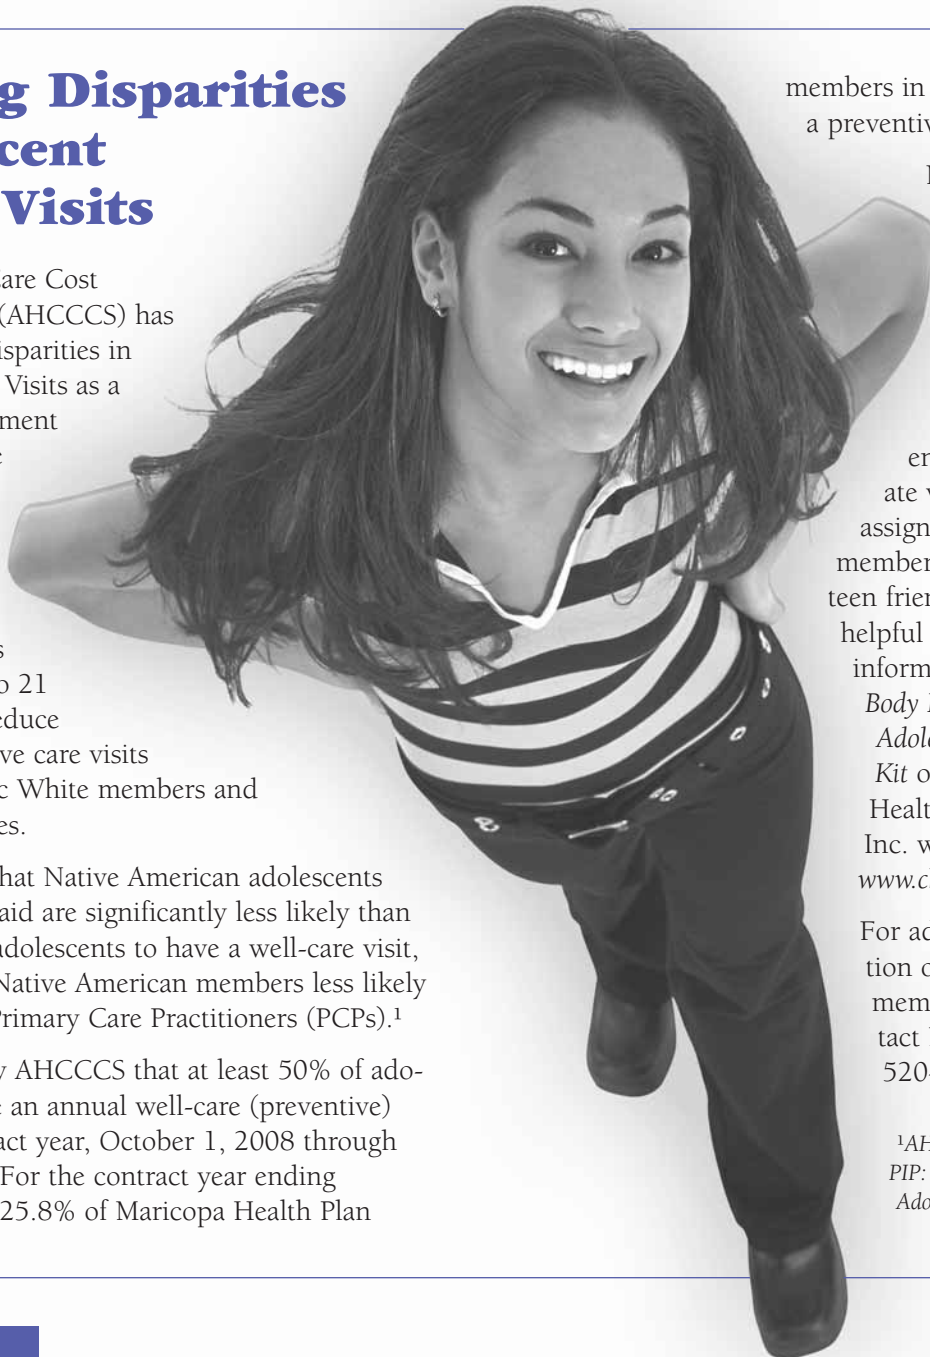 g Disparities
cent
Visits
are Cost
(AHCCCS) has
isparities in
Visits as a
ment
s
o 21
educe
ve care visits
c White members and
es.
hat Native American adolescents
aid are significantly less likely than
adolescents to have a well-care visit,
Native American members less likely
Primary Care Practitioners (PCPs).¹
y AHCCCS that at least 50% of ado-
e an annual well-care (preventive)
act year, October 1, 2008 through
For the contract year ending
25.8% of Maricopa Health Plan
members in
a preventiv
en
ate v
assign
member
teen frien
helpful
inform
Body
Adole
Kit o
Healt
Inc. w
www.c
For ad
tion o
mem
tact
520-
¹AH
PIP:
Ado